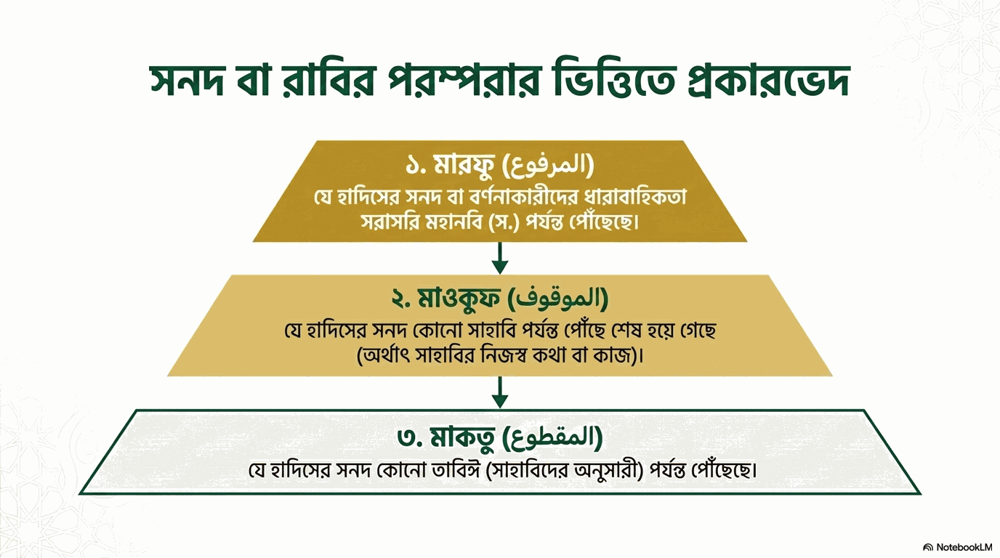 সনদ বা রাবির পরম্পরার ভিত্তিতে প্রকারভেদ
১. মারফু (المرفوع)
যে হাদিসের সনদ বা বর্ণনাকারীদের ধারাবাহিকতা
সরাসরি মহানবি (স.) পর্যন্ত পৌঁছেছে।
২. মাওকুফ (الموقوف)
যে হাদিসের সনদ কোনো সাহাবি পর্যন্ত পৌঁছে শেষ হয়ে গেছে
(অর্থাৎ সাহাবির নিজস্ব কথা বা কাজ)।
৩. মাকতু (المقطوع)
যে হাদিসের সনদ কোনো তাবিঈ (সাহাবিদের অনুসারী) পর্যন্ত পৌঁছেছে।
NotebookLM